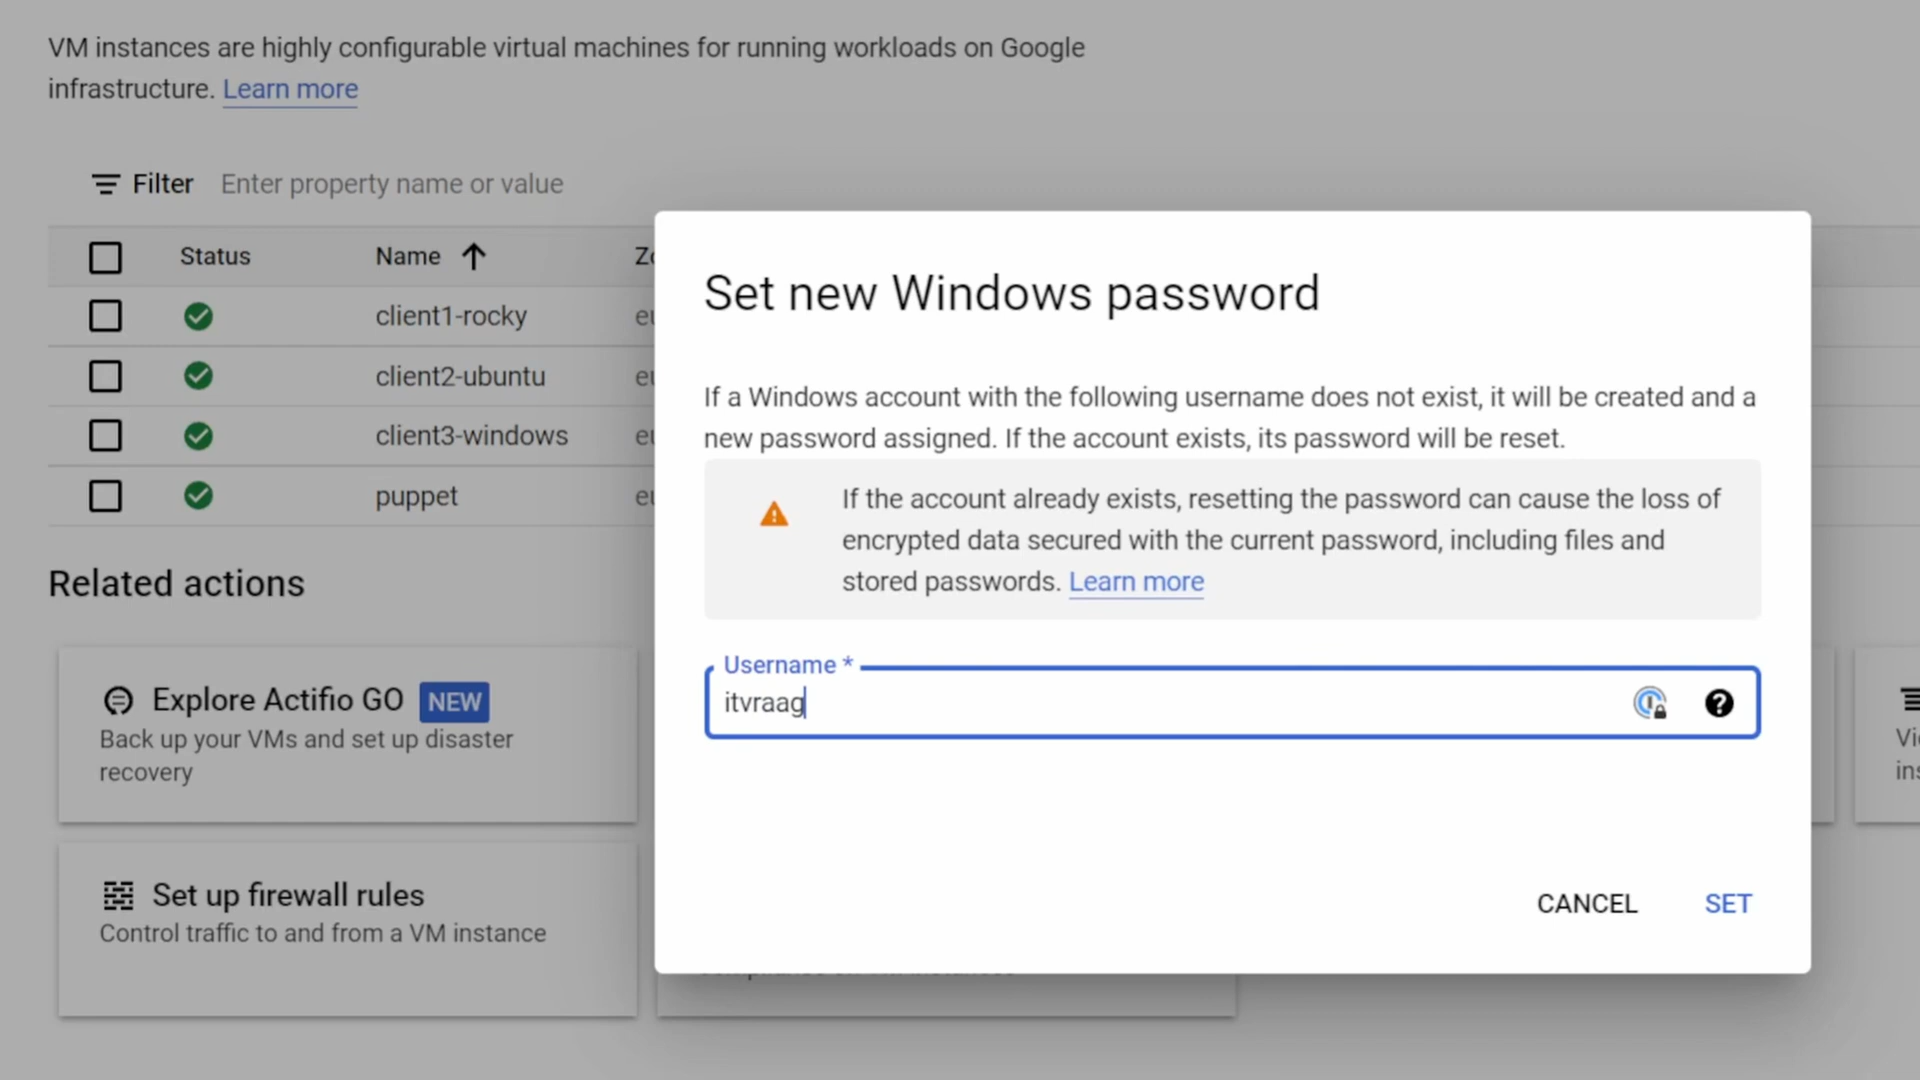 VM instances are highly configurable virtual machines for running workloads on Google
infrastructure. Learn more
Filter Enter property name or value
Status Name
client1-rocky
client2-ubuntu
client3-windows
puppet
Related actions
Explore Actifio GO NEW
Back up your VMs and set up disaster
recovery
Set up firewall rules
Control traffic to and from a VM instance
Set new Windows password
If a Windows account with the following username does not exist, it will be created and a
new password assigned. If the account exists, its password will be reset.
If the account already exists, resetting the password can cause the loss of
encrypted data secured with the current password, including files and
stored passwords. Learn more
Username *
itvraag
CANCEL SET